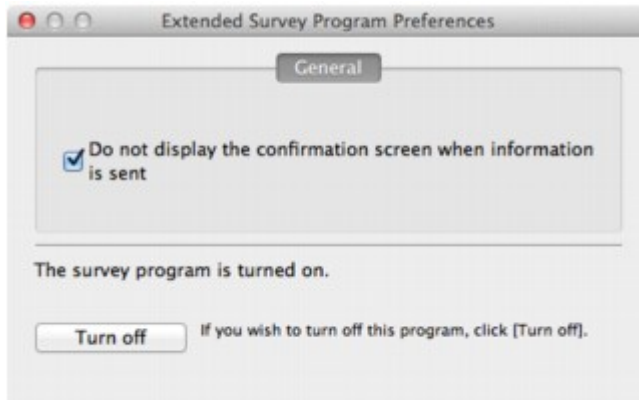 Extended Survey Program Preferences
General
Do not display the confirmation screen when information
is sent
The survey program is turned on.
Turn off
If you wish to turn off this program, click [Turn off].